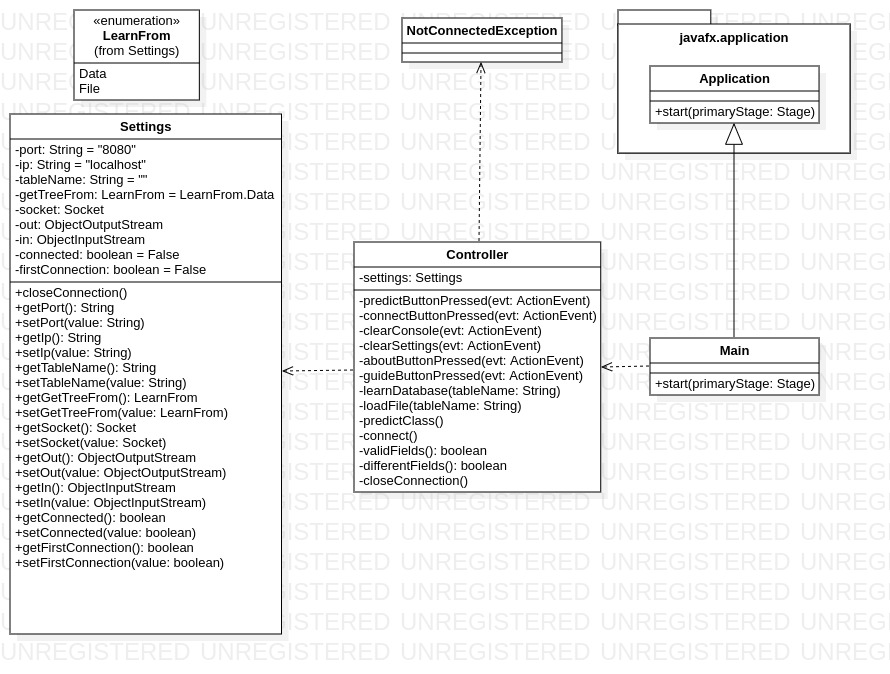 «enumeration»
LearnFrom
(from Settings)
Data
File
NotConnectedException
javafx.application
Application
+start(primaryStage: Stage)
Settings
-port: String = "8080"
-ip: String = "localhost"
-tableName: String = ""
-getTreeFrom: LearnFrom = LearnFrom.Data
-socket: Socket
-out: ObjectOutputStream
-in: ObjectInputStream
-connected: boolean = False
-firstConnection: boolean = False
+closeConnection()
+getPort(): String
+setPort(value: String)
+getIp(): String
+setIp(value: String)
+getTableName(): String
+setTableName(value: String)
+getGetTreeFrom(): LearnFrom
+setGetTreeFrom(value: LearnFrom)
+getSocket(): Socket
+setSocket(value: Socket)
+getOut(): ObjectOutputStream
+setOut(value: ObjectOutputStream)
+getIn(): ObjectInputStream
+setIn(value: ObjectInputStream)
+getConnected(): boolean
+setConnected(value: boolean)
+getFirstConnection(): boolean
+setFirstConnection(value: boolean)
Controller
-settings: Settings
-predictButtonPressed(evt: ActionEvent)
-connectButtonPressed(evt: ActionEvent)
-clearConsole(evt: ActionEvent)
-clearSettings(evt: ActionEvent)
-aboutButtonPressed(evt: ActionEvent)
-guideButtonPressed(evt: ActionEvent)
-learnDatabase(tableName: String)
-loadFile(tableName: String)
-predictClass()
-connect()
-validFields(): boolean
-differentFields(): boolean
-closeConnection()
Main
+start(primaryStage: Stage)
UNREGISTERED